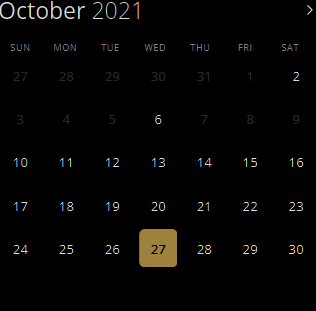 October 2021
SUN MON TUE WED THU FRI SAT
27 28 29 30 31 1 2
3 4 5 6 7 8 9
10 11 12 13 14 15 16
17 18 19 20 21 22 23
24 25 26 27 28 29 30